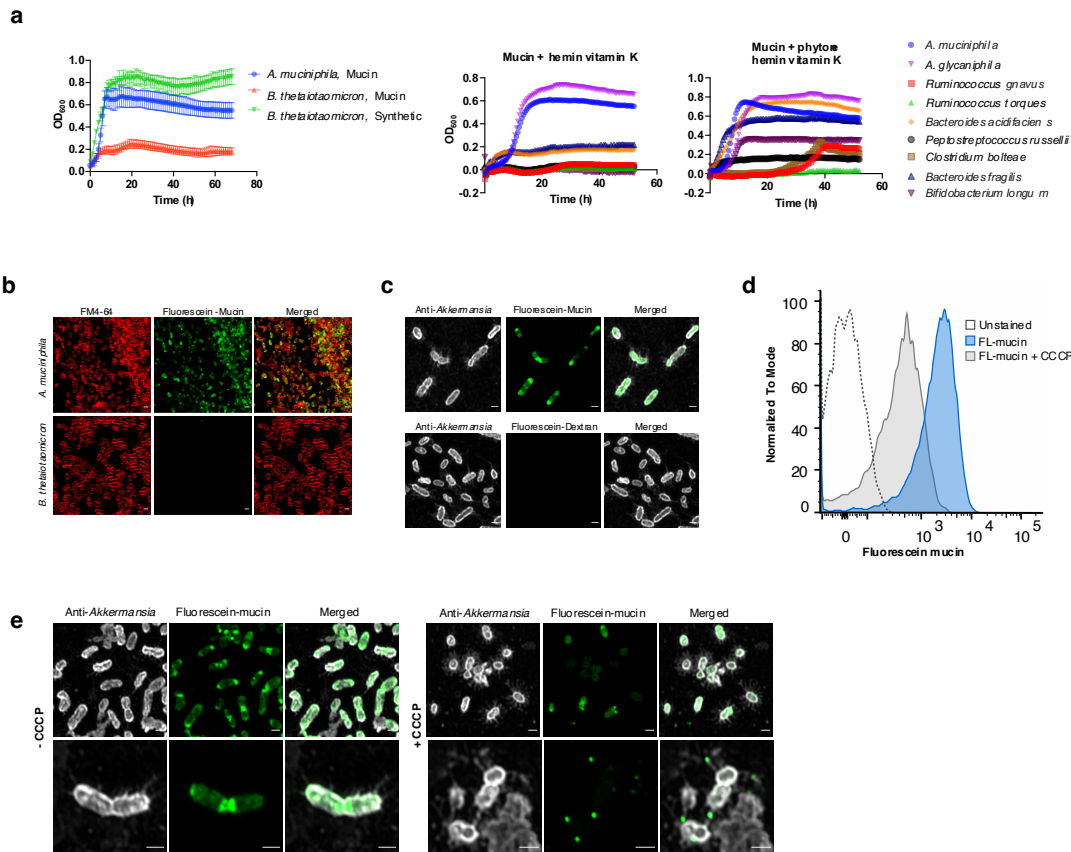 a
OD600
1.0
0.8
0.6
0.4
0.2
0.0
0 20 40 60 80
Time (h)
A. muciniphila, Mucin
B. thetaiotaomicron, Mucin
B. thetaiotaomicron, Synthetic
Mucin + hemin vitamin K
OD600
1.0
0.8
0.6
0.4
0.2
0.0
-0.2
20 40 60
Time (h)
Mucin + phytone
hemin vitamin K
1.0
0.8
0.6
0.4
0.2
0.0
-0.2
0 20 40 60
Time (h)
A. muciniphila
A. glycaniphila
Ruminococcus gnavus
Ruminococcus torques
Bacteroides acidifaciens
Peptostreptococcus russellii
Clostridium bolteae
Bacteroides fragilis
Bifidobacterium longum
b
FM4-64 Fluorescein-Mucin Merged
A. muciniphila
B. thetaiotaomicron
c
Anti-Akkermansia Fluorescein-Mucin Merged
Anti-Akkermansia Fluorescein-Dextran Merged
d
Normalized To Mode
100
80
60
40
20
0
0 10^3 10^4 10^5
Fluorescein mucin
Unstained
FL-mucin
FL-mucin + CCCP
e
Anti-Akkermansia Fluorescein-mucin Merged
- CCCP
Anti-Akkermansia Fluorescein-mucin Merged
+ CCCP